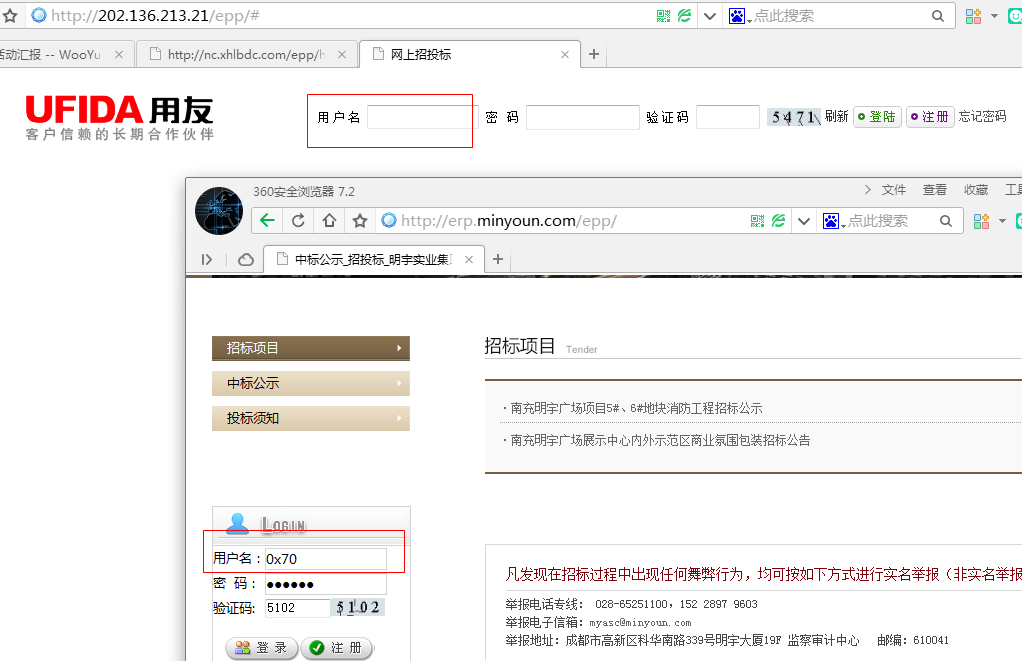 http://202.136.213.21/epp/# 点此搜索
活动汇报 -- WooYu × http://nc.xhlbdc.com/epp/h × 网上招投标 × +
UFIDA 用友
客户信赖的长期合作伙伴
用户名 密 码 验证码 5471 刷新 登陆 注册 忘记密码
360安全浏览器 7.2 文件 查看 收藏 工具
http://erp.minyoun.com/epp/ 点此搜索
中标公示_招投标_明宇实业集团 × +
招标项目
中标公示
投标须知
招标项目 Tender
·南充明宇广场项目5#、6#地块消防工程招标公示
·南充明宇广场展示中心内外示范区商业氛围包装招标公告
LOGIN
用户名： 0x70
密 码： ●●●●●●
验证码: 5102 5102
登 录 注 册
凡发现在招标过程中出现任何舞弊行为，均可按如下方式进行实名举报（非实名举报
举报电话专线： 028-65251100，152 2897 9603
举报电子信箱：myasc@minyoun.com
举报地址：成都市高新区科华南路339号明宇大厦19F 监察审计中心 邮编：610041